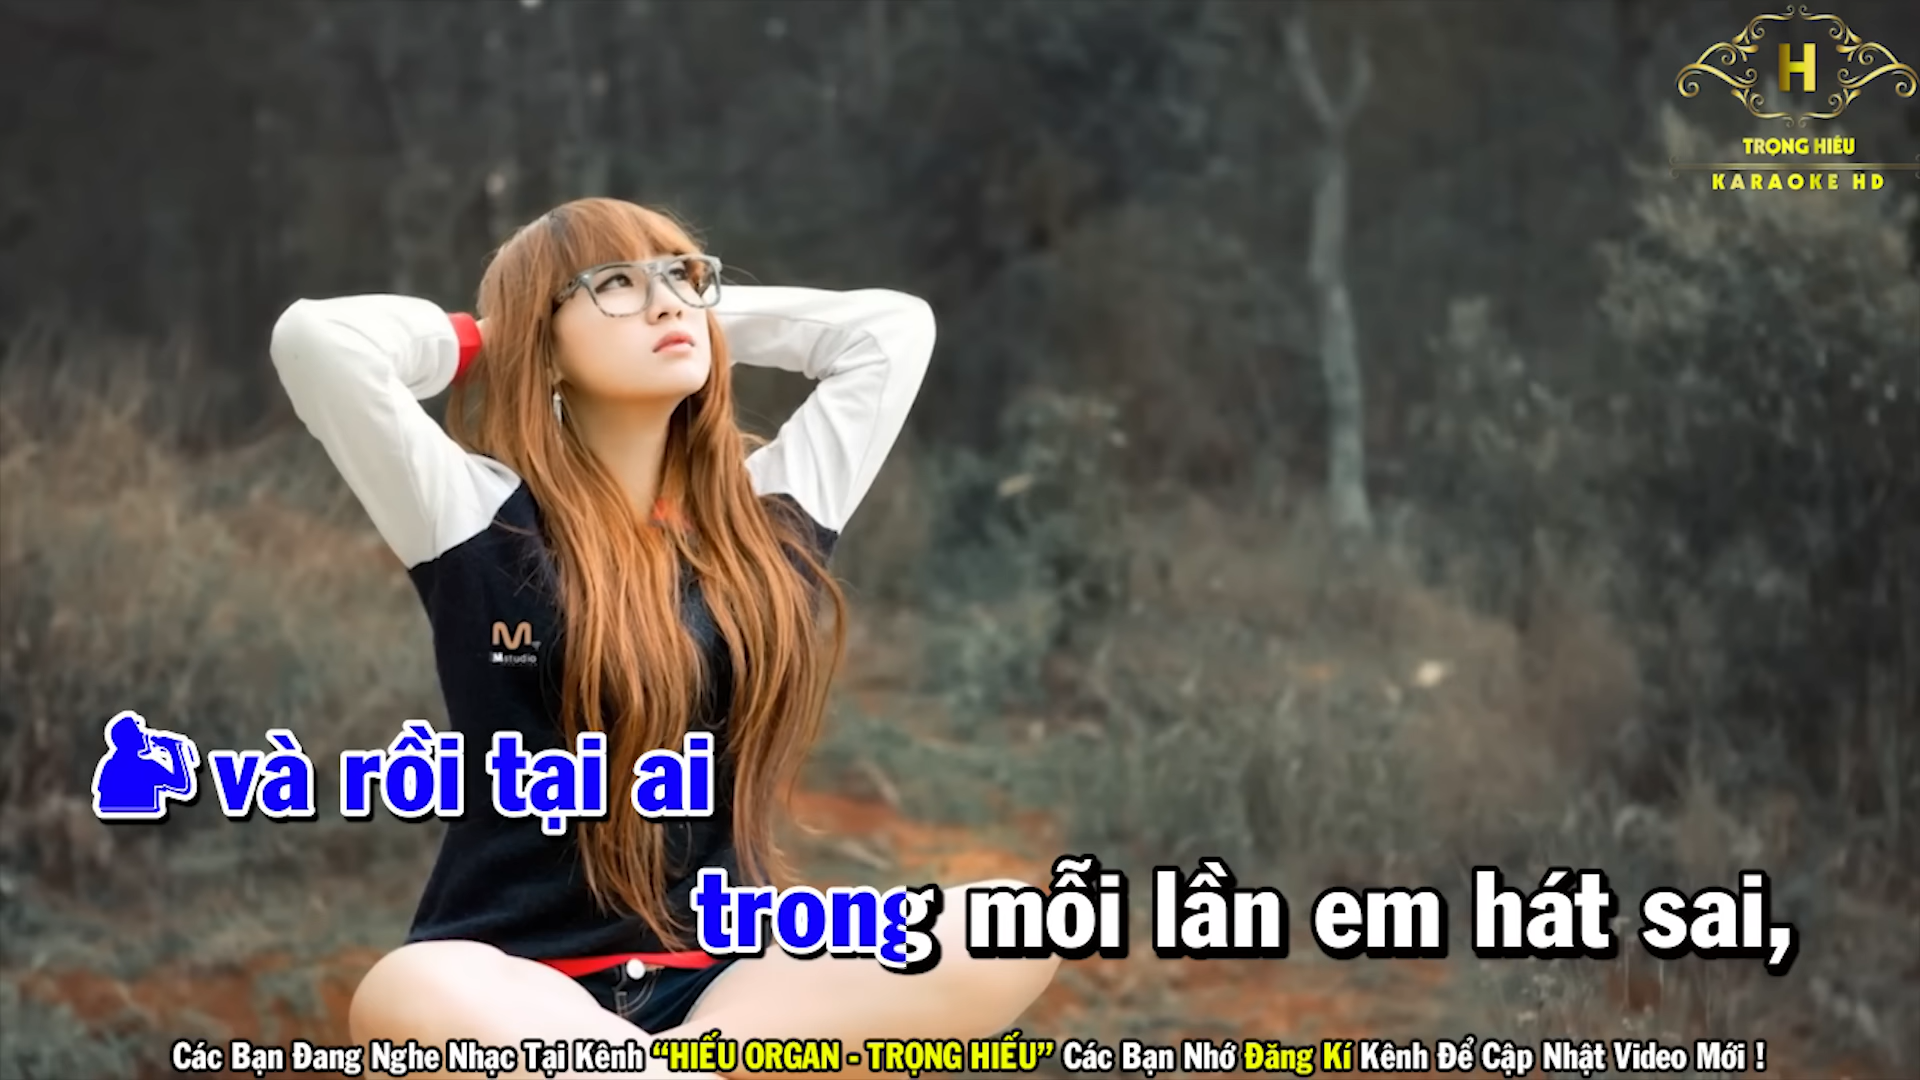 H
TRỌNG HIẾU
KARAOKE HD
M
Mstudio
và rồi tại ai
trong mỗi lần em hát sai,
Các Bạn Đang Nghe Nhạc Tại Kênh “HIẾU ORGAN - TRỌNG HIẾU” Các Bạn Nhớ Đăng Kí Kênh Để Cập Nhật Video Mới !